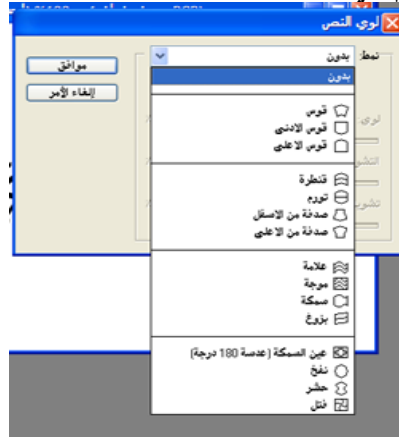 لوي النص
نمط: بدون
موافق
بدون
إلغاء الأمر
قوس
قوس الادنى
قوس الاعلى
لوى
قنطرة
تورم
صدفة من الاسفل
صدفة من الاعلى
علامة
موجة
سمكة
بزوغ
عين السمكة (عدسة 180 درجة)
نفخ
حشر
فتل